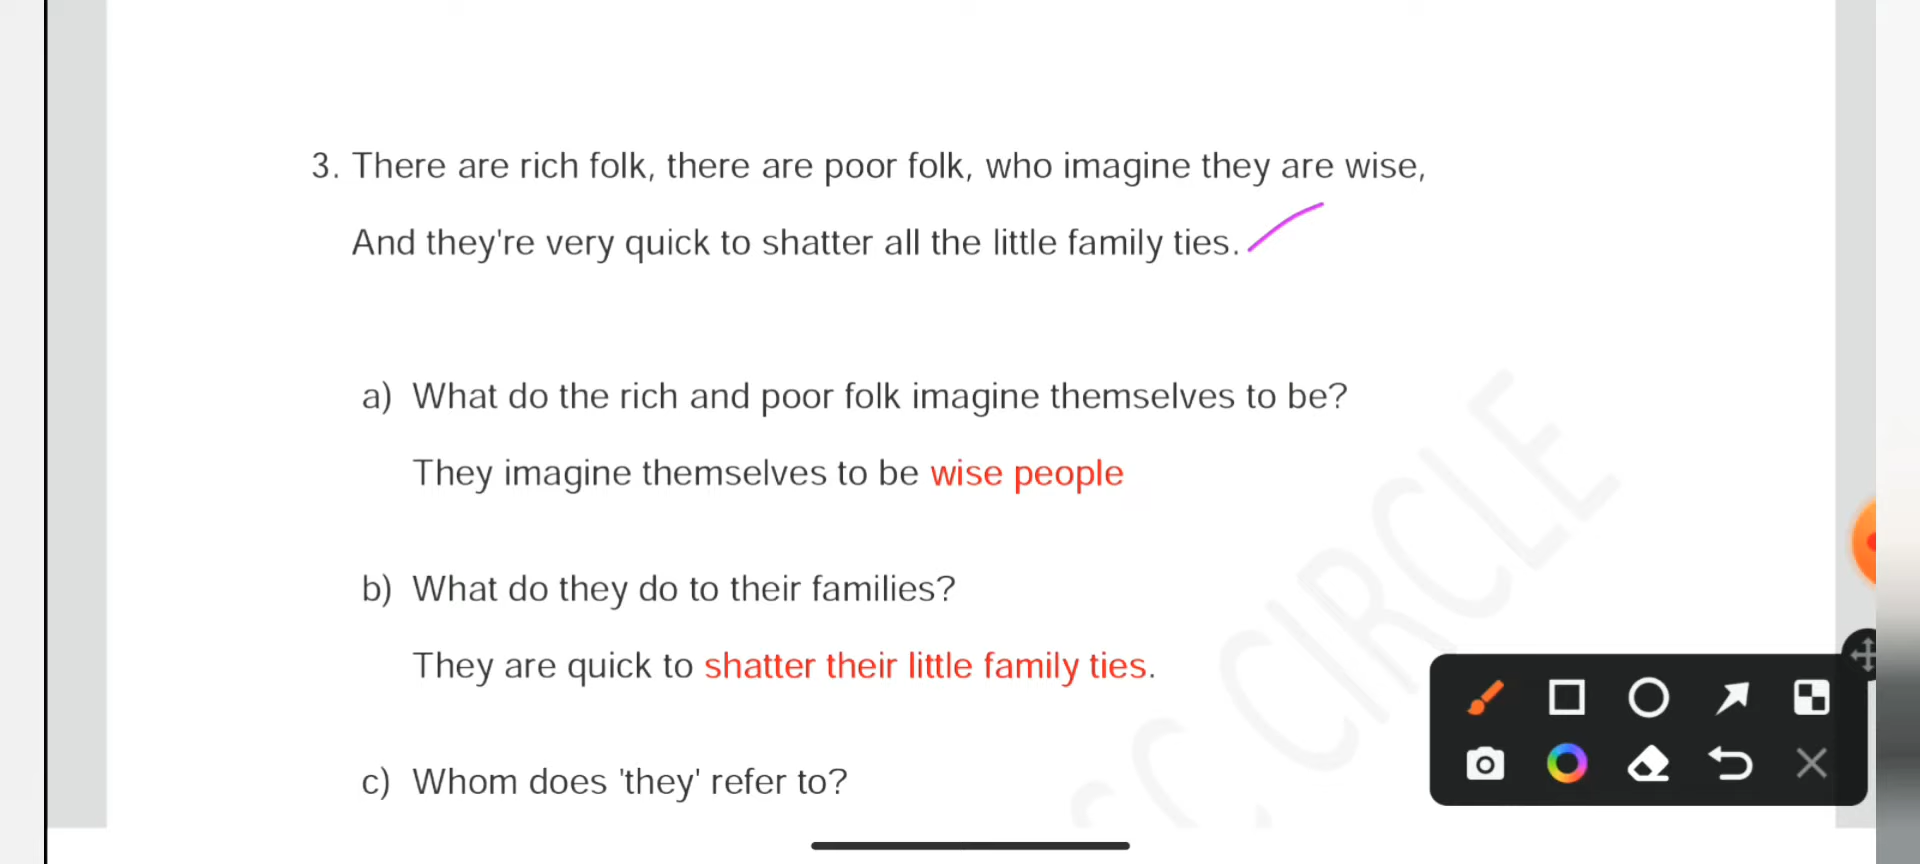 3. There are rich folk, there are poor folk, who imagine they are wise,
And they're very quick to shatter all the little family ties.
a) What do the rich and poor folk imagine themselves to be?
They imagine themselves to be wise people
b) What do they do to their families?
They are quick to shatter their little family ties.
c) Whom does 'they' refer to?
C CIRCLE